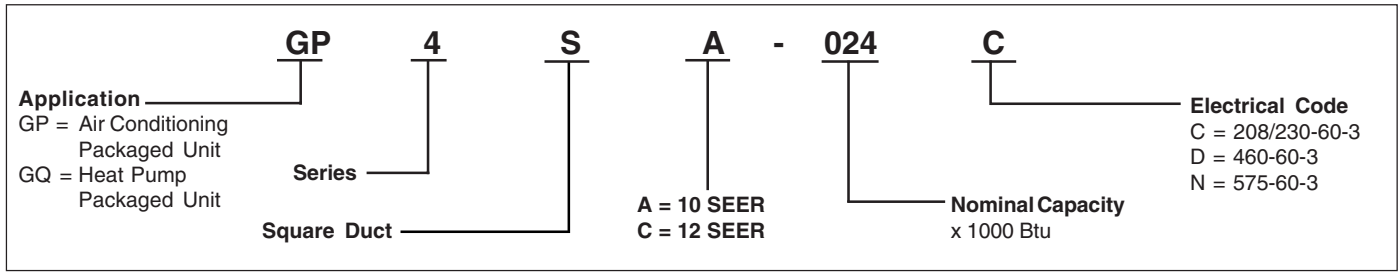 GP 4 S A - 024 C
Application
GP = Air Conditioning
Packaged Unit
GQ = Heat Pump
Packaged Unit
Series
Square Duct
A = 10 SEER
C = 12 SEER
Nominal Capacity
x 1000 Btu
Electrical Code
C = 208/230-60-3
D = 460-60-3
N = 575-60-3